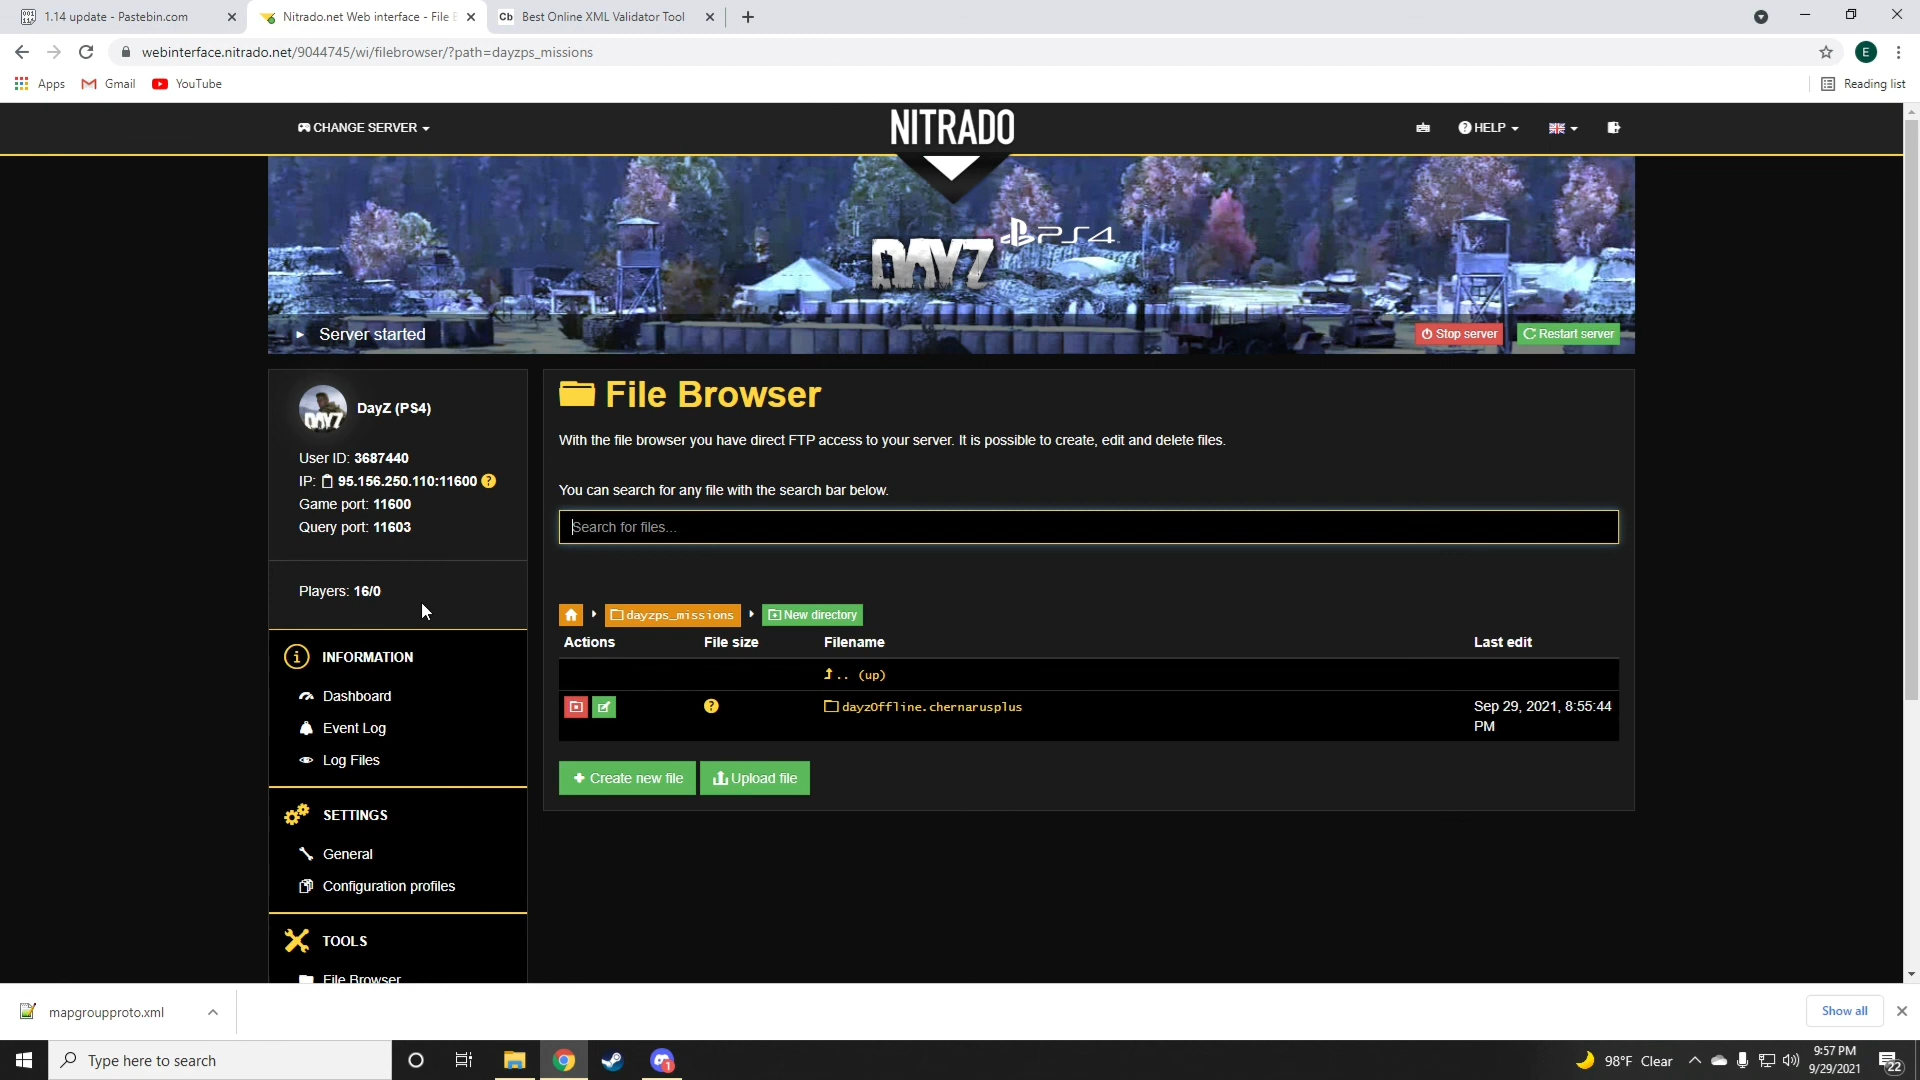 1.14 update - Pastebin.com
Nitrado.net Web interface - File B
Cb Best Online XML Validator Tool
webinterface.nitrado.net/9044745/wi/filebrowser/?path=dayzps_missions
E
Apps
Gmail
YouTube
Reading list
CHANGE SERVER
NITRADO
HELP
DAYZ PS4
Server started
Stop server
Restart server
DAYZ
DayZ (PS4)
User ID: 3687440
IP: 95.156.250.110:11600 ?
Game port: 11600
Query port: 11603
Players: 16/0
INFORMATION
Dashboard
Event Log
Log Files
SETTINGS
General
Configuration profiles
TOOLS
File Browser
File Browser
With the file browser you have direct FTP access to your server. It is possible to create, edit and delete files.
You can search for any file with the search bar below.
Search for files...
dayzps_missions
New directory
Actions File size Filename Last edit
.. (up)
? dayzOffline.chernarusplus Sep 29, 2021, 8:55:44
PM
Create new file
Upload file
mapgroupproto.xml
Show all
Type here to search
1
98°F Clear
9:57 PM
9/29/2021
22